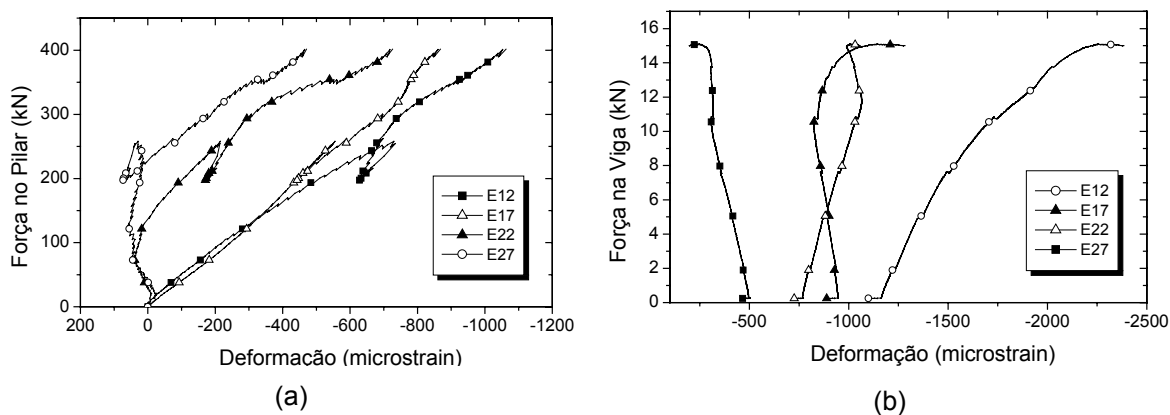 Força no Pilar (kN)
400
300
200
100
0
200 0 -200 -400 -600 -800 -1000 -1200
Deformação (microstrain)
E12
E17
E22
E27
(a)
Força na Viga (kN)
16
14
12
10
8
6
4
2
0
-500 -1000 -1500 -2000 -2500
Deformação (microstrain)
E12
E17
E22
E27
(b)